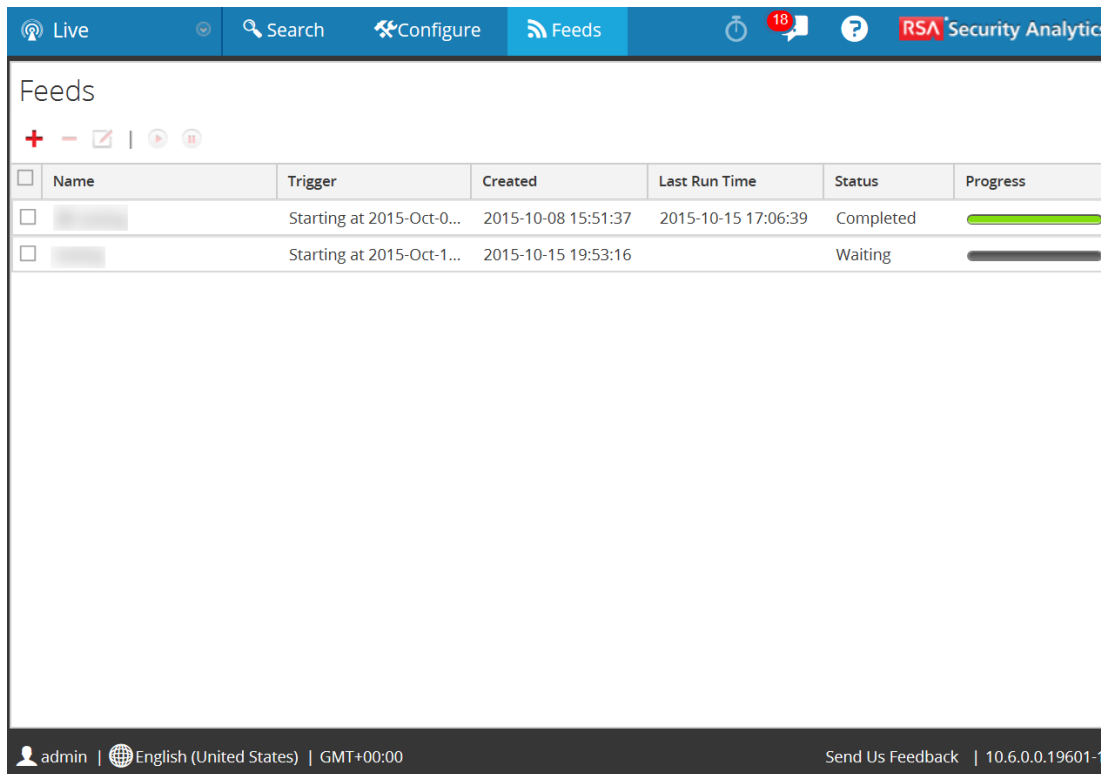 Live Search Configure Feeds 18 ? RSA Security Analytics
Feeds
Name Trigger Created Last Run Time Status Progress
Starting at 2015-Oct-0... 2015-10-08 15:51:37 2015-10-15 17:06:39 Completed
Starting at 2015-Oct-1... 2015-10-15 19:53:16 Waiting
admin | English (United States) | GMT+00:00 Send Us Feedback | 10.6.0.0.19601-1